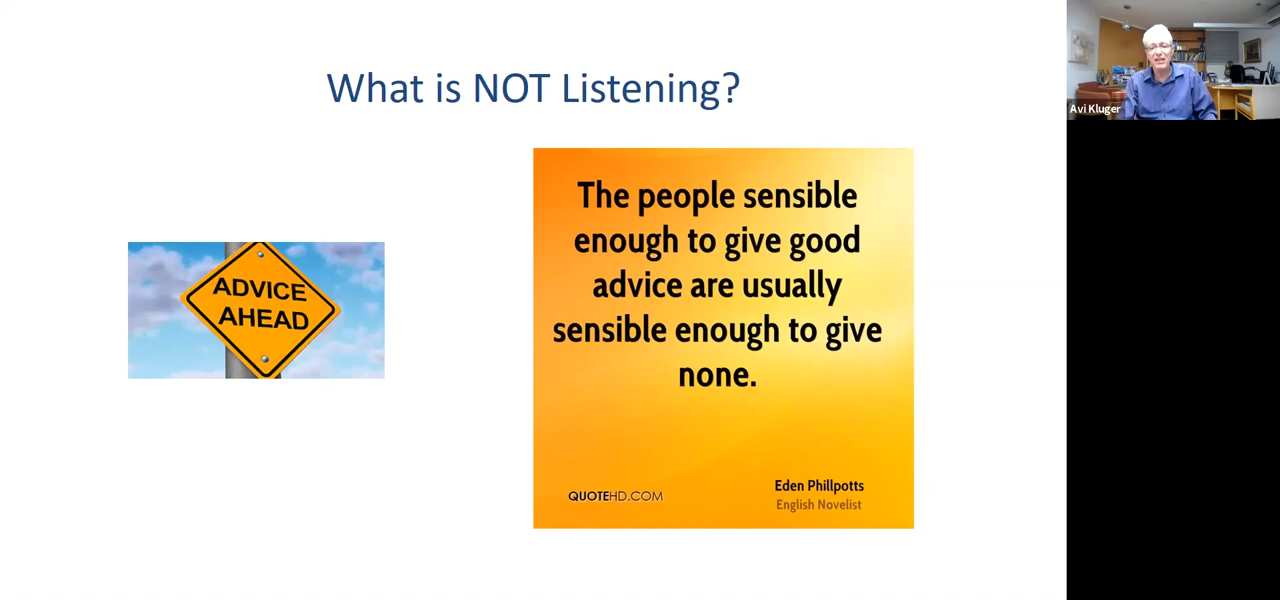 What is NOT Listening?
Avi Kluger
ADVICE
AHEAD
The people sensible
enough to give good
advice are usually
sensible enough to give
none.
Eden Phillpotts
QUOTEHD.COM
English Novelist